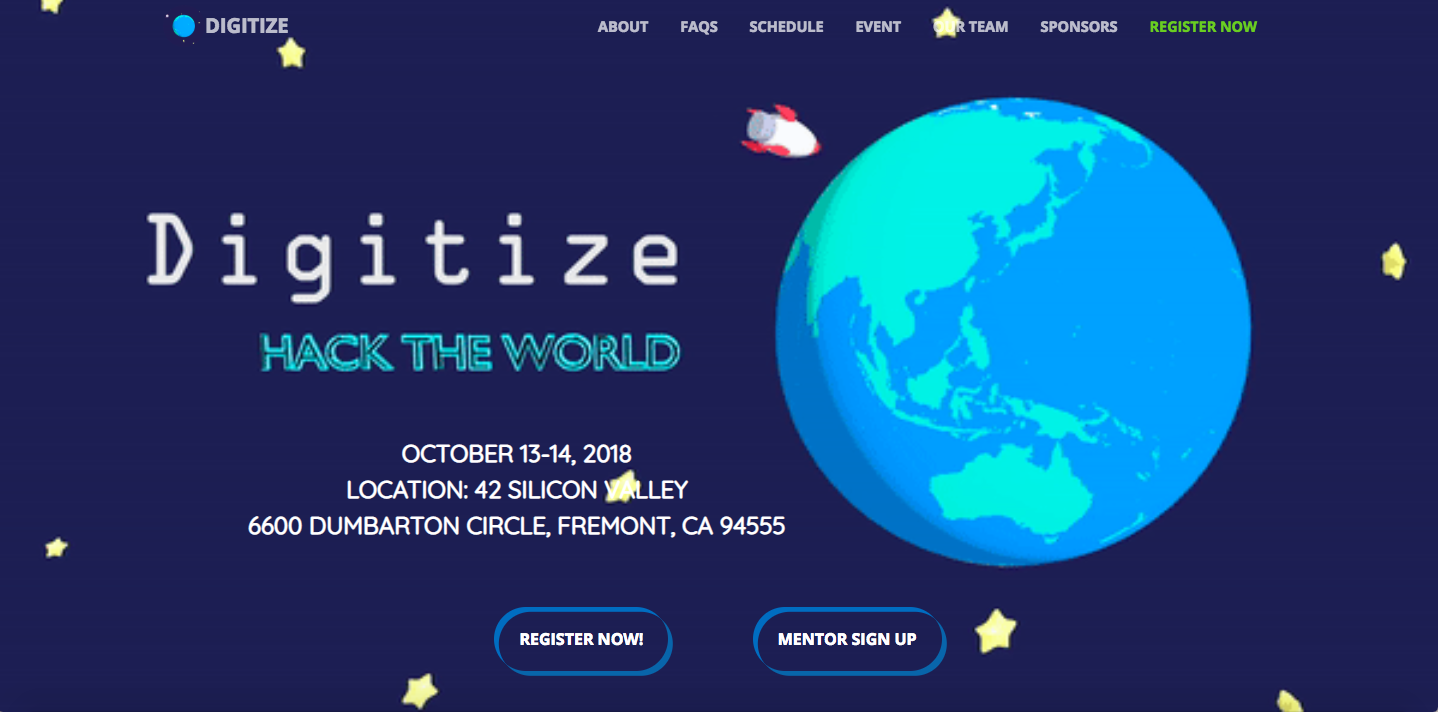 DIGITIZE
ABOUT FAQS SCHEDULE EVENT OUR TEAM SPONSORS REGISTER NOW
Digitize
HACK THE WORLD
OCTOBER 13-14, 2018
LOCATION: 42 SILICON VALLEY
6600 DUMBARTON CIRCLE, FREMONT, CA 94555
REGISTER NOW! MENTOR SIGN UP